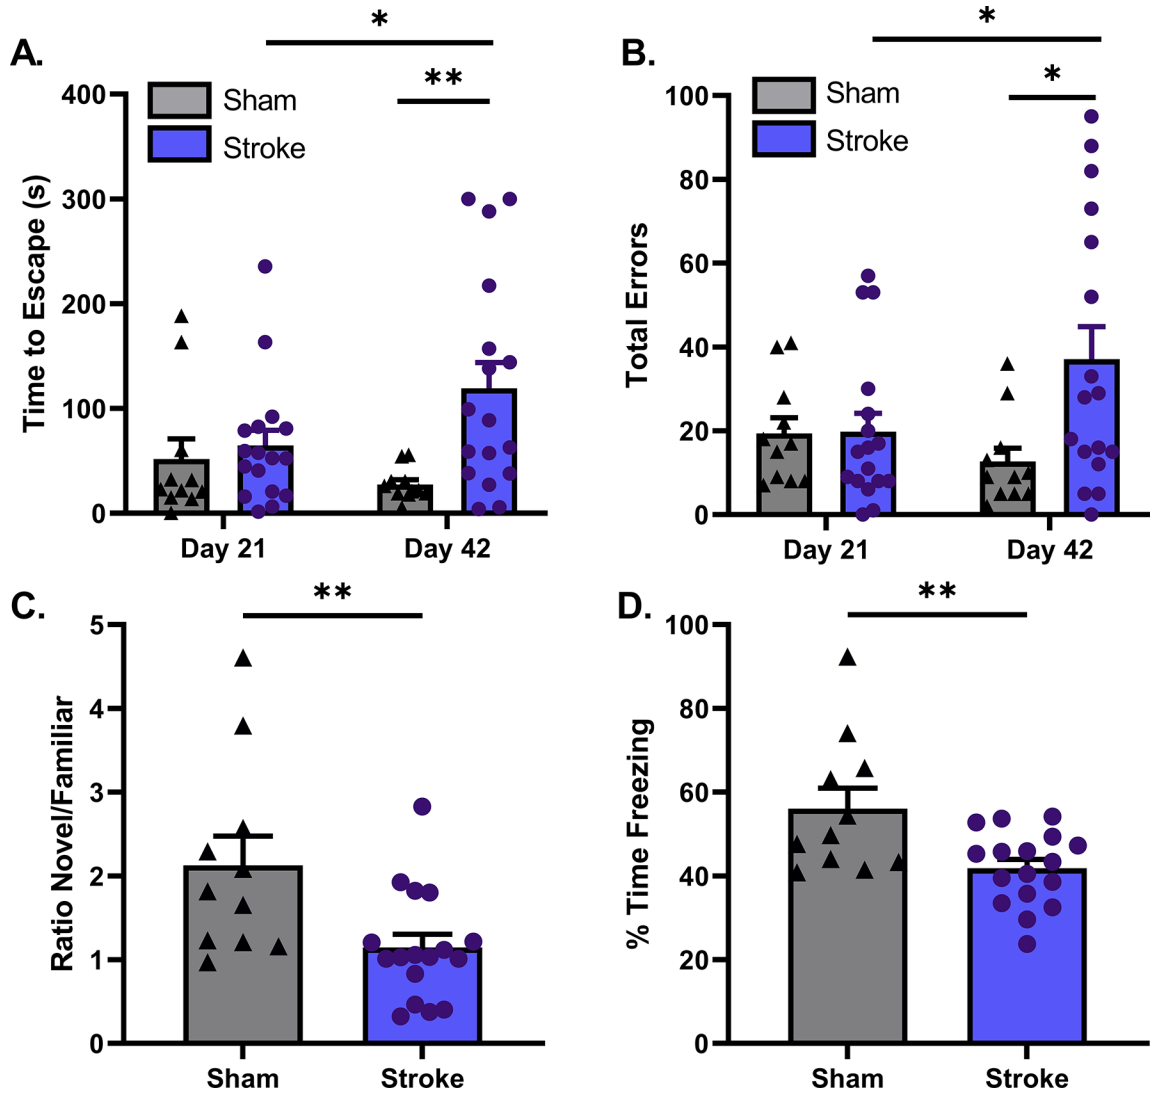 A.
*
**
Sham
Stroke
Time to Escape (s)
400
300
200
100
0
Day 21
Day 42
B.
*
*
Sham
Stroke
Total Errors
100
80
60
40
20
0
Day 21
Day 42
C.
**
Ratio Novel/Familiar
5
4
3
2
1
0
Sham
Stroke
D.
**
% Time Freezing
100
80
60
40
20
0
Sham
Stroke